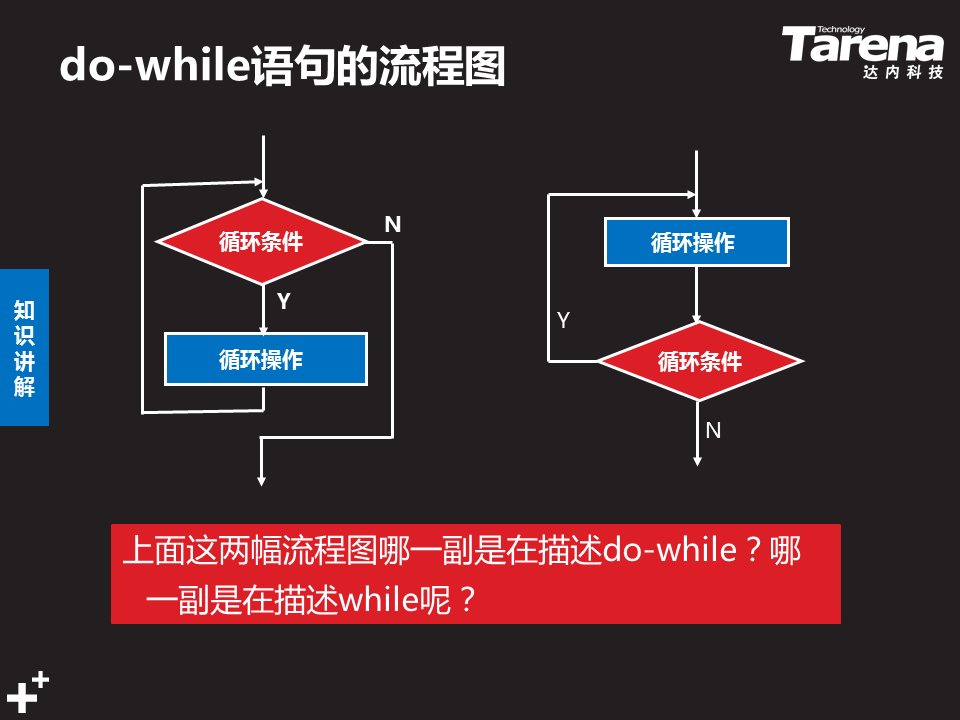 do-while语句的流程图
Technology
Tarena
达内科技
N
循环条件
Y
循环操作
循环操作
Y
循环条件
N
知识讲解
上面这两幅流程图哪一副是在描述do-while？哪
一副是在描述while呢？